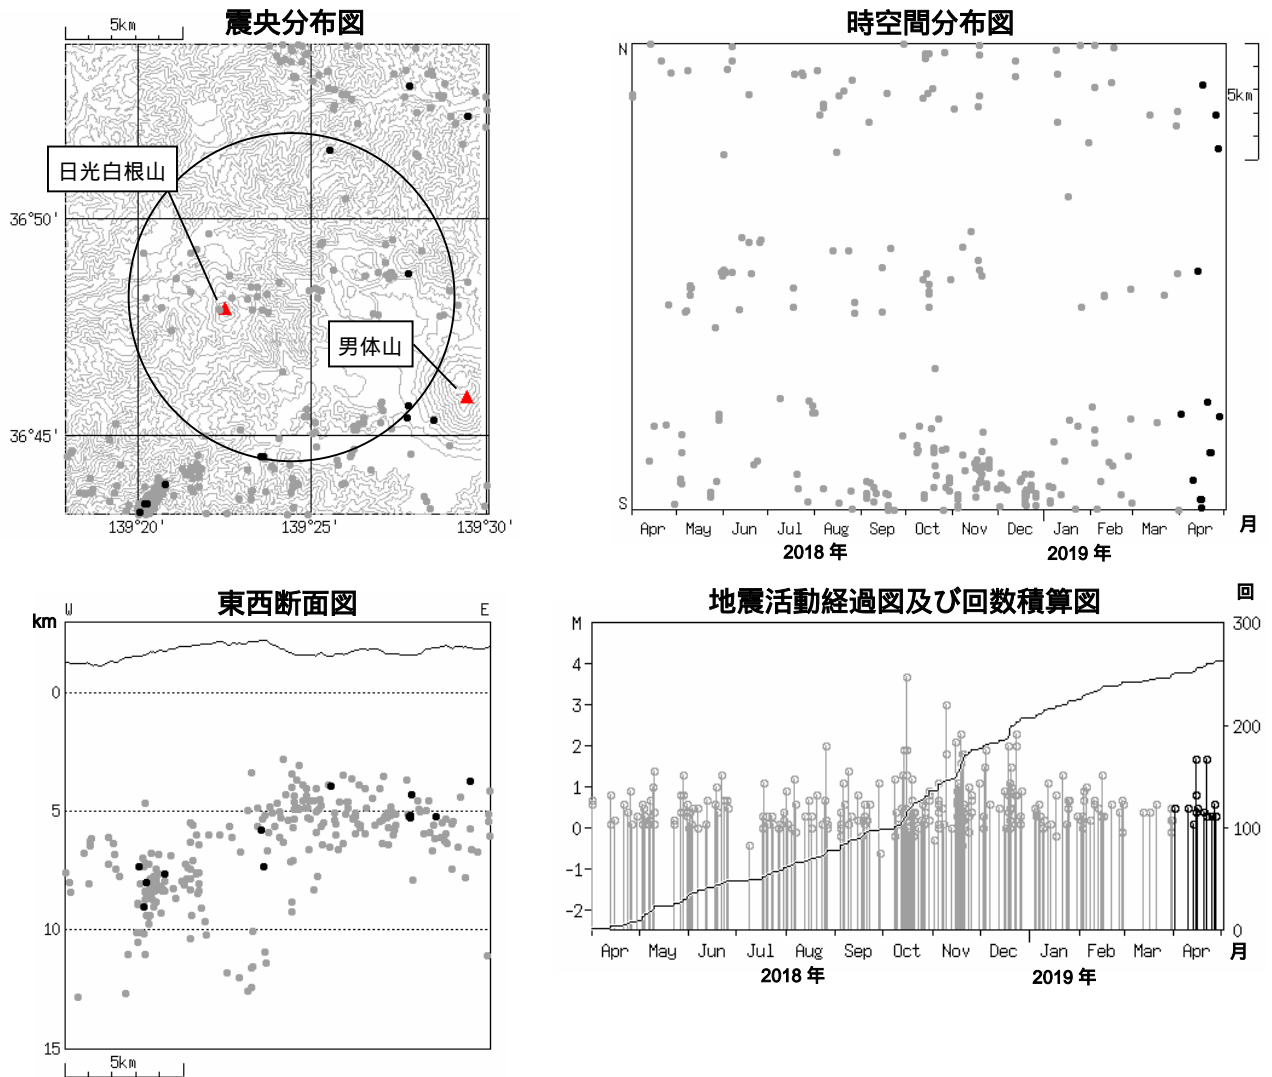 震央分布図
5km
日光白根山
36°50'
男体山
36°45'
139°20' 139°25' 139°30'
時空間分布図
N
5km
S
Apr May Jun Jul Aug Sep Oct Nov Dec Jan Feb Mar Apr 月
2018 年 2019 年
東西断面図
W E
km
0
5
10
15
5km
地震活動経過図及び回数積算図
回
M 300
4
3
2 200
1
0 100
-1
-2
0
Apr May Jun Jul Aug Sep Oct Nov Dec Jan Feb Mar Apr 月
2018 年 2019 年